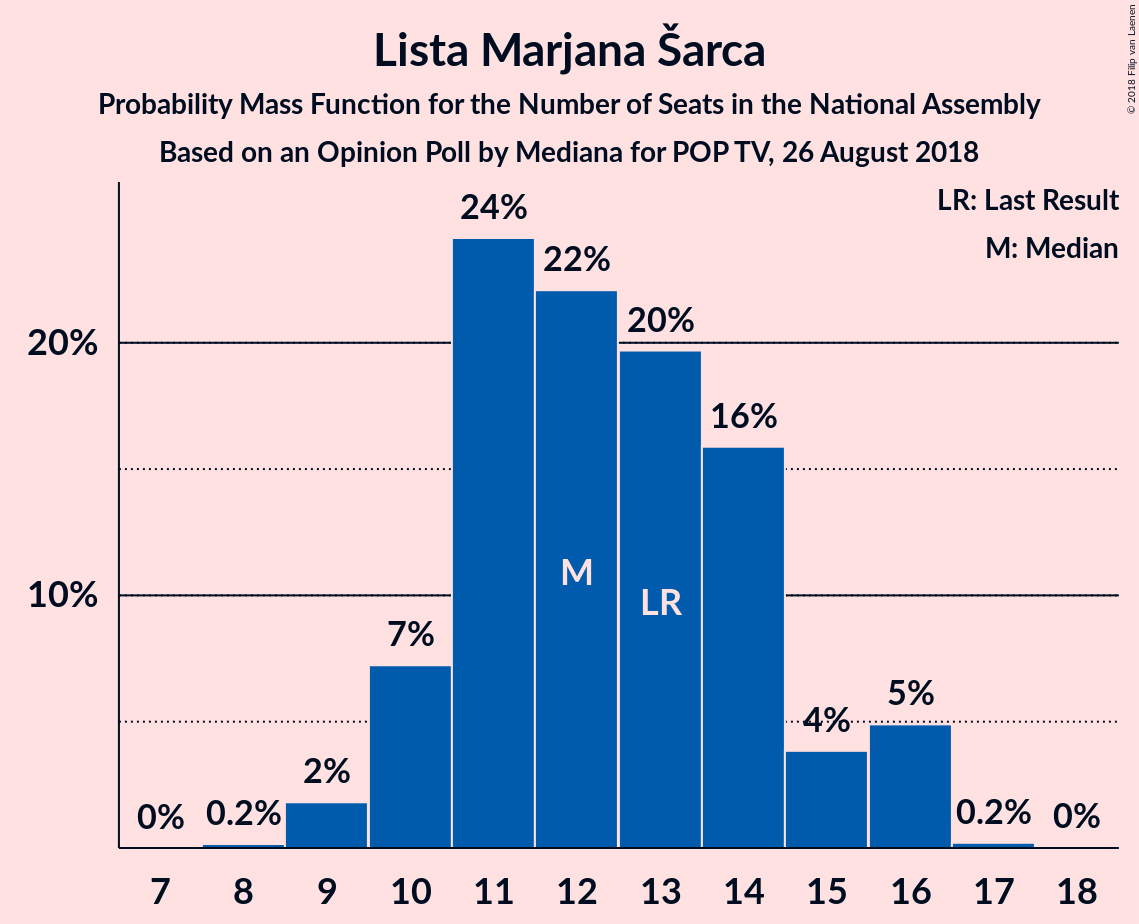 Lista Marjana Šarca
Probability Mass Function for the Number of Seats in the National Assembly
Based on an Opinion Poll by Mediana for POP TV, 26 August 2018
© 2018 Filip van Laenen
LR: Last Result
M: Median
24%
22%
20%
20%
16%
M
LR
10%
7%
5%
4%
2%
0%
0.2%
0.2%
0%
7 8 9 10 11 12 13 14 15 16 17 18